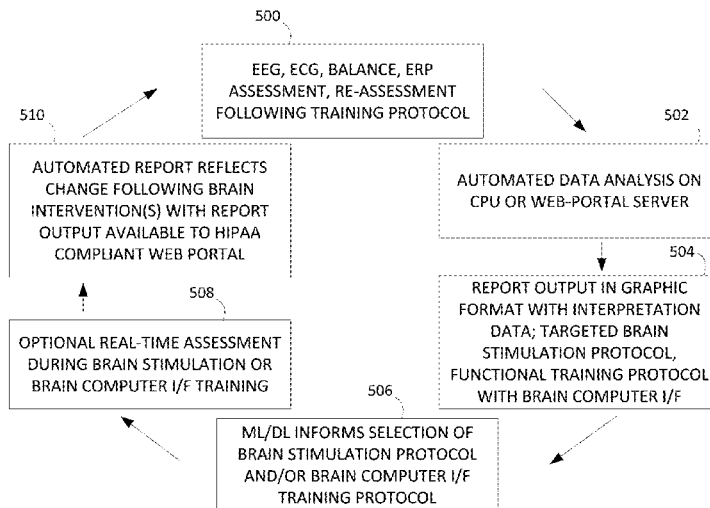 500
EEG, ECG, BALANCE, ERP
ASSESSMENT, RE-ASSESSMENT
FOLLOWING TRAINING PROTOCOL
502
AUTOMATED DATA ANALYSIS ON
CPU OR WEB-PORTAL SERVER
504
REPORT OUTPUT IN GRAPHIC
FORMAT WITH INTERPRETATION
DATA; TARGETED BRAIN
STIMULATION PROTOCOL,
FUNCTIONAL TRAINING PROTOCOL
WITH BRAIN COMPUTER I/F
506
ML/DL INFORMS SELECTION OF
BRAIN STIMULATION PROTOCOL
AND/OR BRAIN COMPUTER I/F
TRAINING PROTOCOL
508
OPTIONAL REAL-TIME ASSESSMENT
DURING BRAIN STIMULATION OR
BRAIN COMPUTER I/F TRAINING
510
AUTOMATED REPORT REFLECTS
CHANGE FOLLOWING BRAIN
INTERVENTION(S) WITH REPORT
OUTPUT AVAILABLE TO HIPAA
COMPLIANT WEB PORTAL